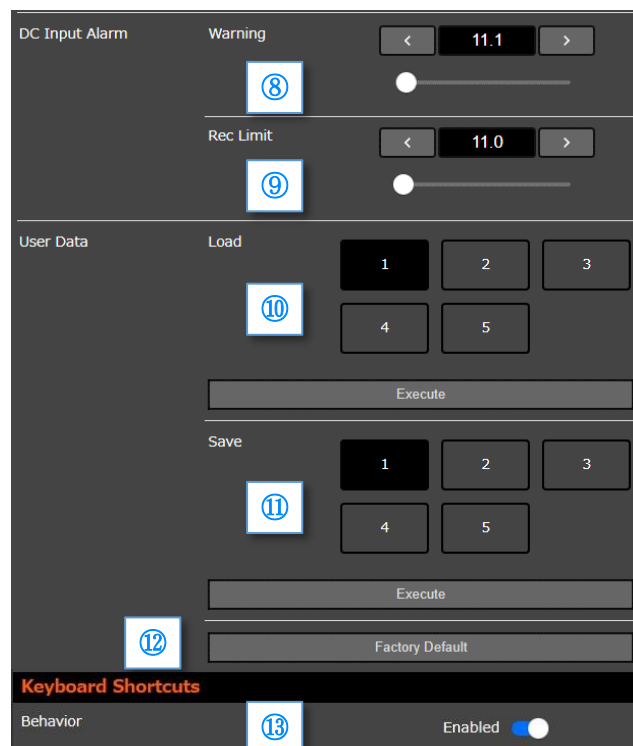 DC Input Alarm Warning < 11.1 >
⑧
Rec Limit < 11.0 >
⑨
User Data Load
1 2 3
⑩
4 5
Execute
Save
1 2 3
⑪
4 5
Execute
⑫ Factory Default
Keyboard Shortcuts
Behavior ⑬ Enabled